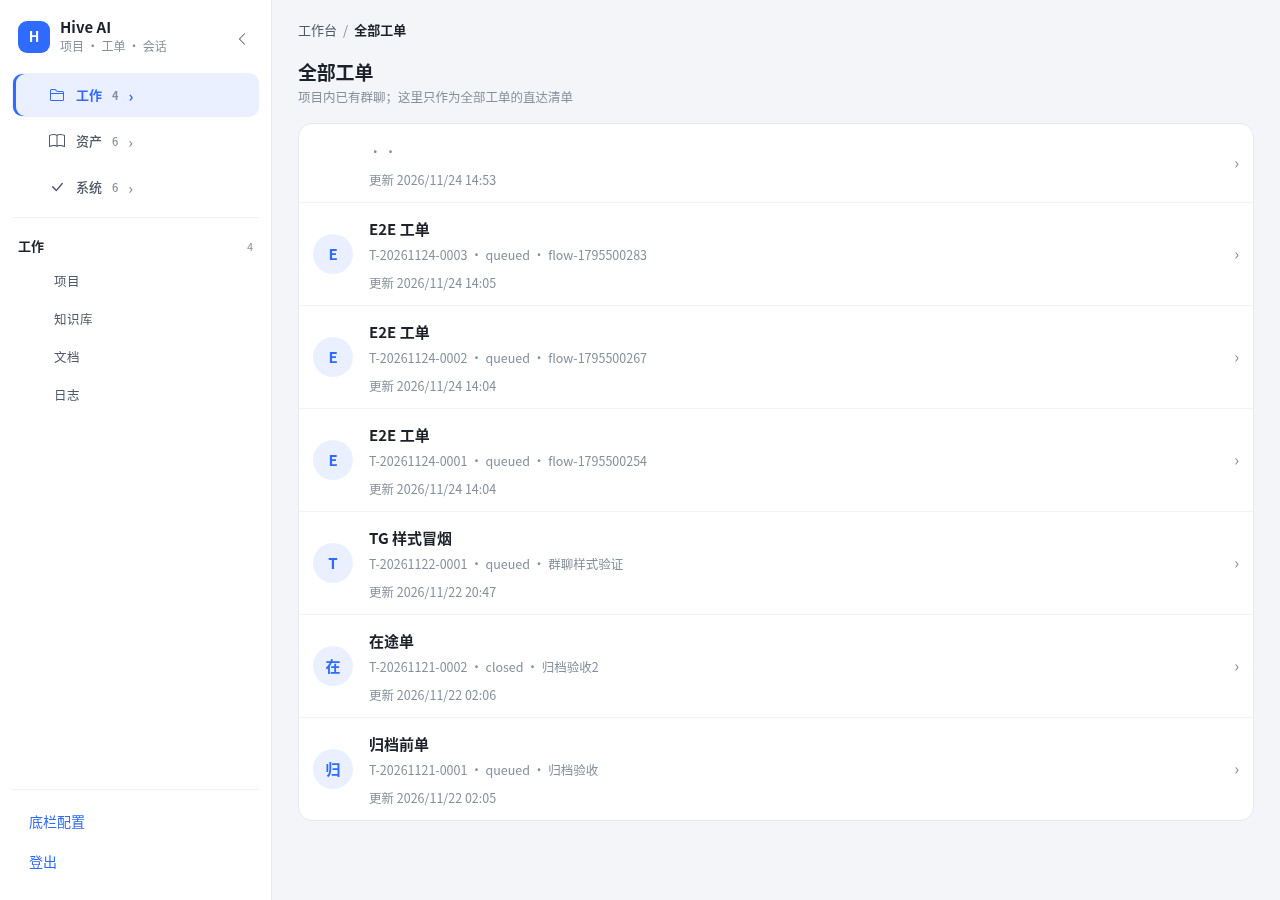 H
Hive AI
项目 · 工单 · 会话
工作 4 ›
资产 6 ›
系统 6 ›
工作 4
项目
知识库
文档
日志
底栏配置
登出
工作台 / 全部工单
全部工单
项目内已有群聊；这里只作为全部工单的直达清单
· ·
更新 2026/11/24 14:53
›
E
E2E 工单
T-20261124-0003 · queued · flow-1795500283
更新 2026/11/24 14:05
›
E
E2E 工单
T-20261124-0002 · queued · flow-1795500267
更新 2026/11/24 14:04
›
E
E2E 工单
T-20261124-0001 · queued · flow-1795500254
更新 2026/11/24 14:04
›
T
TG 样式冒烟
T-20261122-0001 · queued · 群聊样式验证
更新 2026/11/22 20:47
›
在
在途单
T-20261121-0002 · closed · 归档验收2
更新 2026/11/22 02:06
›
归
归档前单
T-20261121-0001 · queued · 归档验收
更新 2026/11/22 02:05
›